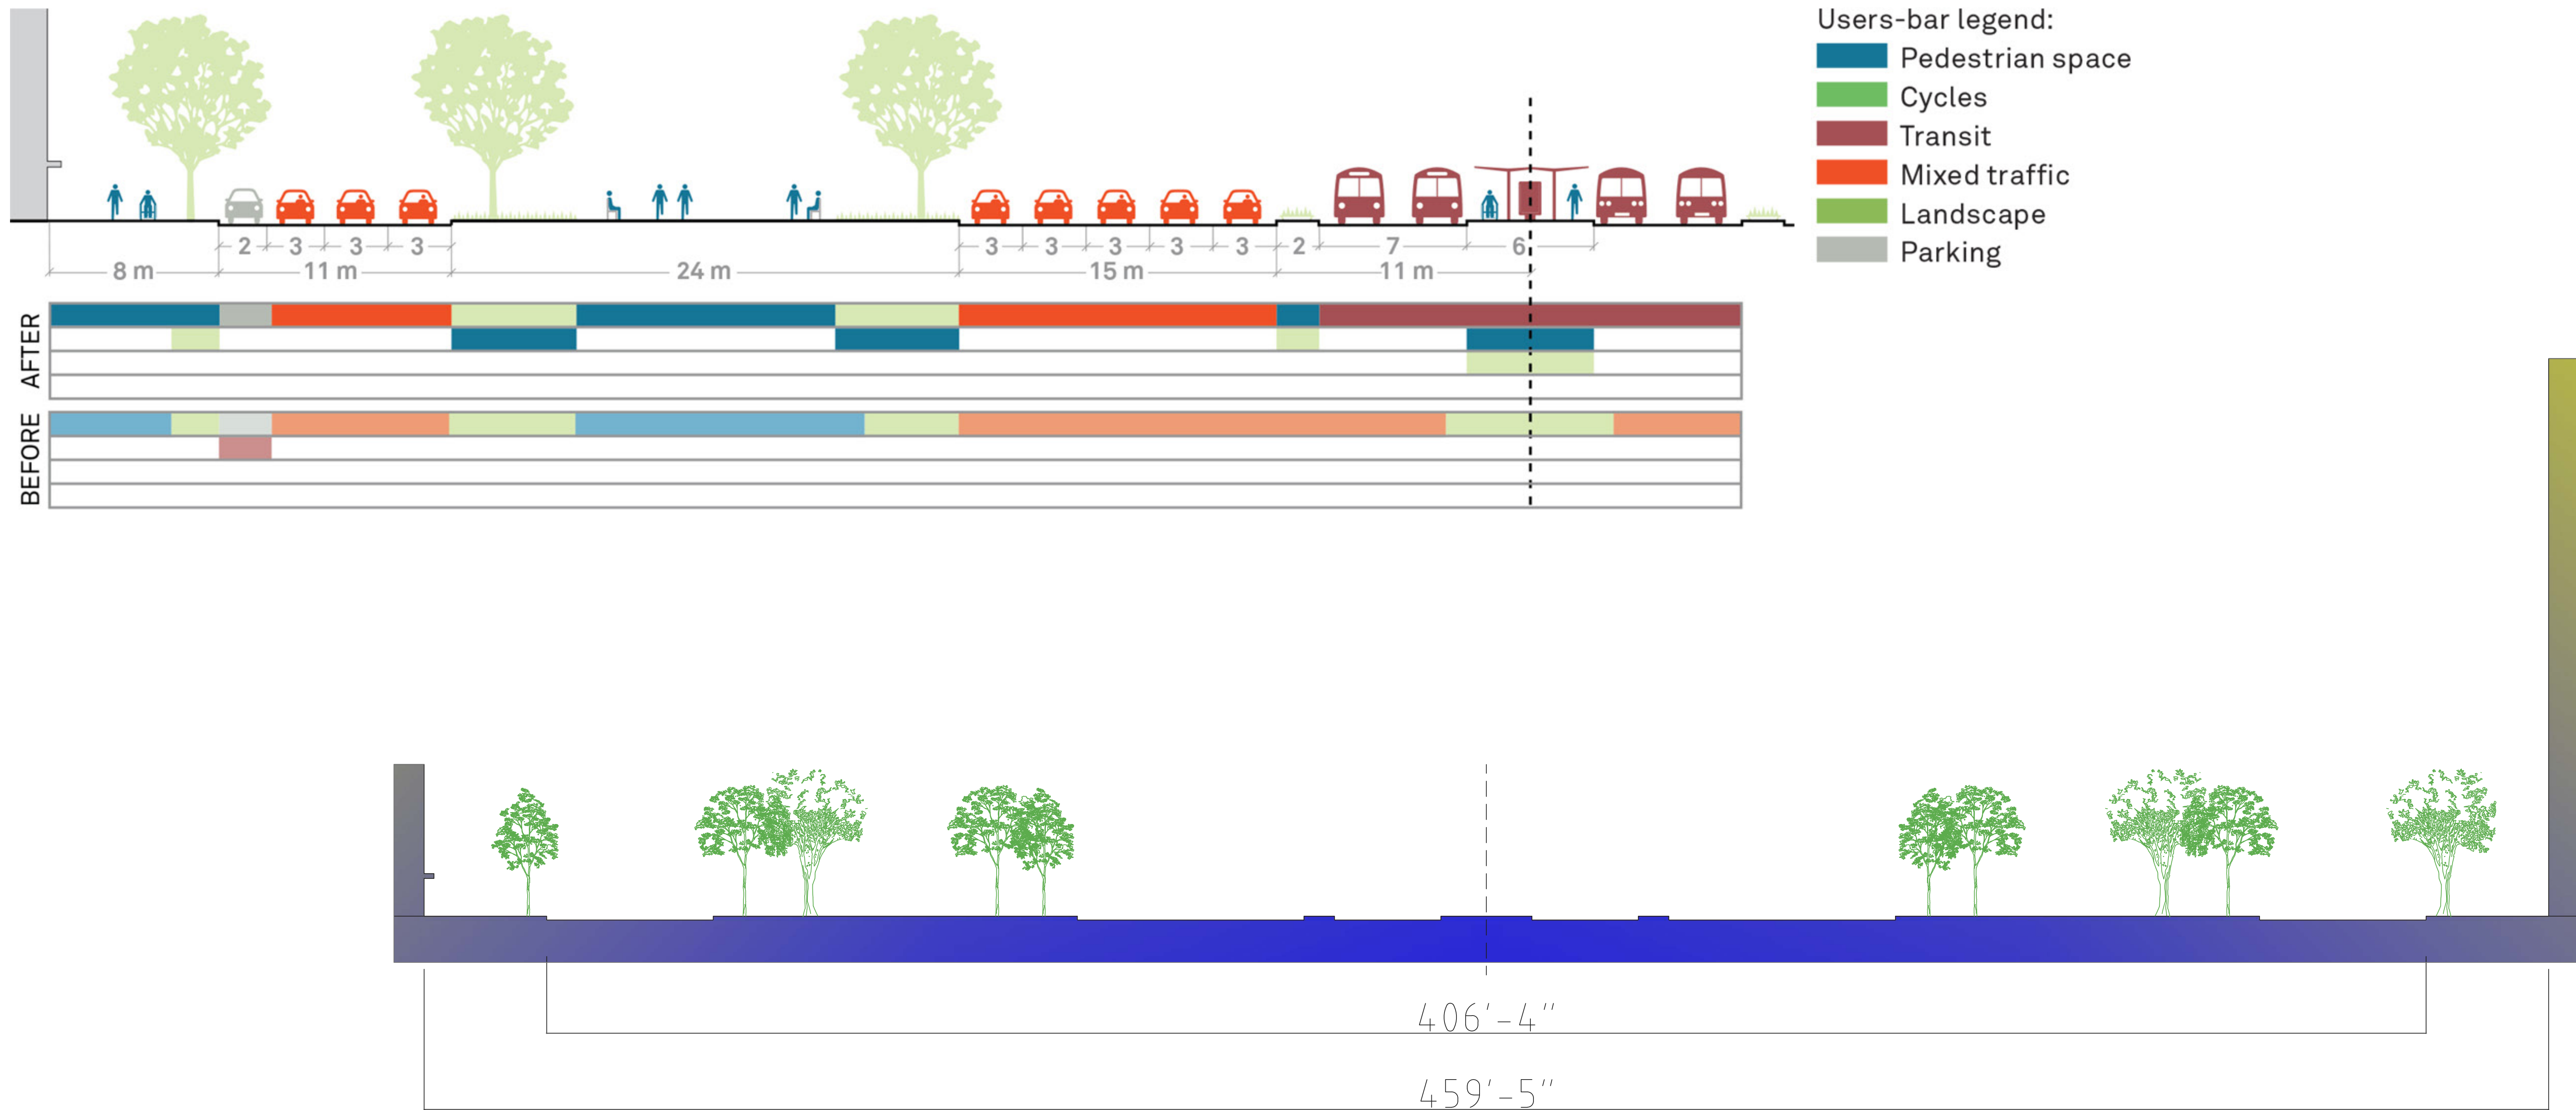 Users-bar legend:
Pedestrian space
Cycles
Transit
Mixed traffic
Landscape
Parking
2 3 3 3 3 3 3 3 3 2 7 6
8 m 11 m 24 m 15 m 11 m
AFTER
BEFORE
406'-4"
459'-5"